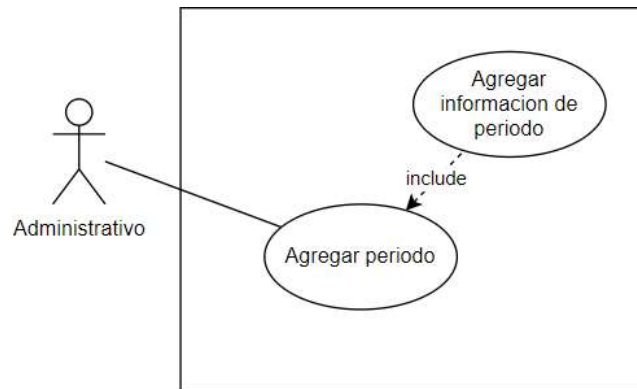 Agregar
informacion de
periodo
include
Administrativo
Agregar periodo